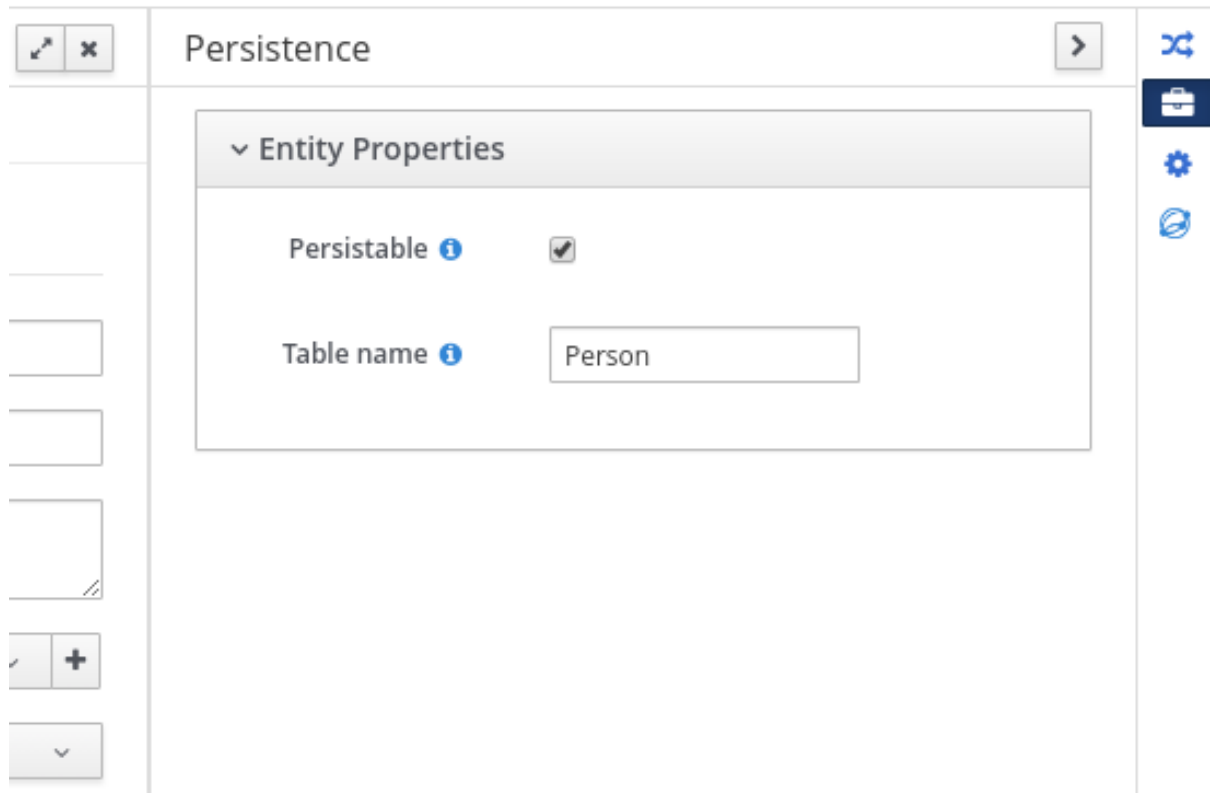 Persistence
Entity Properties
Persistable
Table name
Person